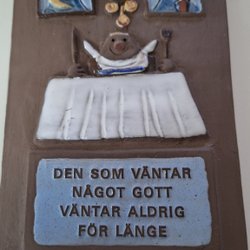 DEN SOM VÄNTAR
NÅGOT GOTT
VÄNTAR ALDRIG
FÖR LÄNGE